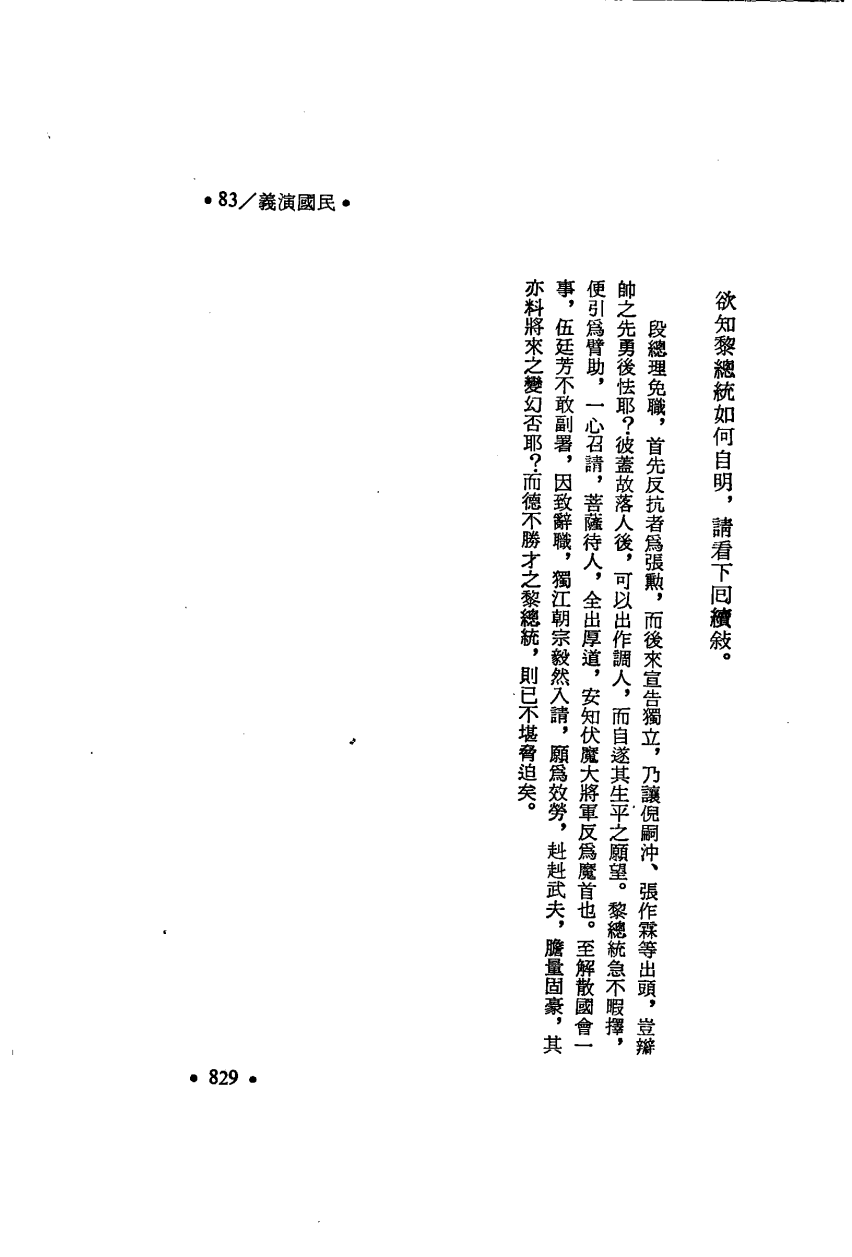 •83／義演國民•
欲知黎總統如何自明，請看下回續敍。
段總理免職，首先反抗者爲張勲，而後來宣告獨立，乃讓倪嗣沖、張作霖等出頭，豈辮
帥之先勇後怯耶？彼蓋故落人後，可以出作調人，而自遂其生平之願望。黎總統急不暇擇，
便引爲臂助，一心召請，菩薩待人，全出厚道，安知伏魔大將軍反爲魔首也。至解散國會一
事，伍廷芳不敢副署，因致辭職，獨江朝宗毅然入請，願爲效勞，赳赳武夫，膽量固豪，其
亦料將來之變幻否耶？而德不勝才之黎總統，則已不堪脅迫矣。
•829•